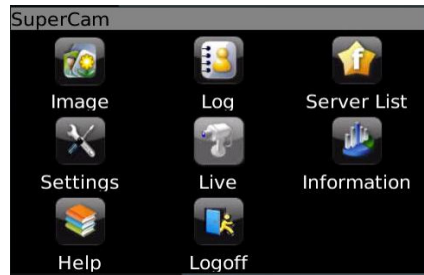 SuperCam
Image Log Server List
Settings Live Information
Help Logoff